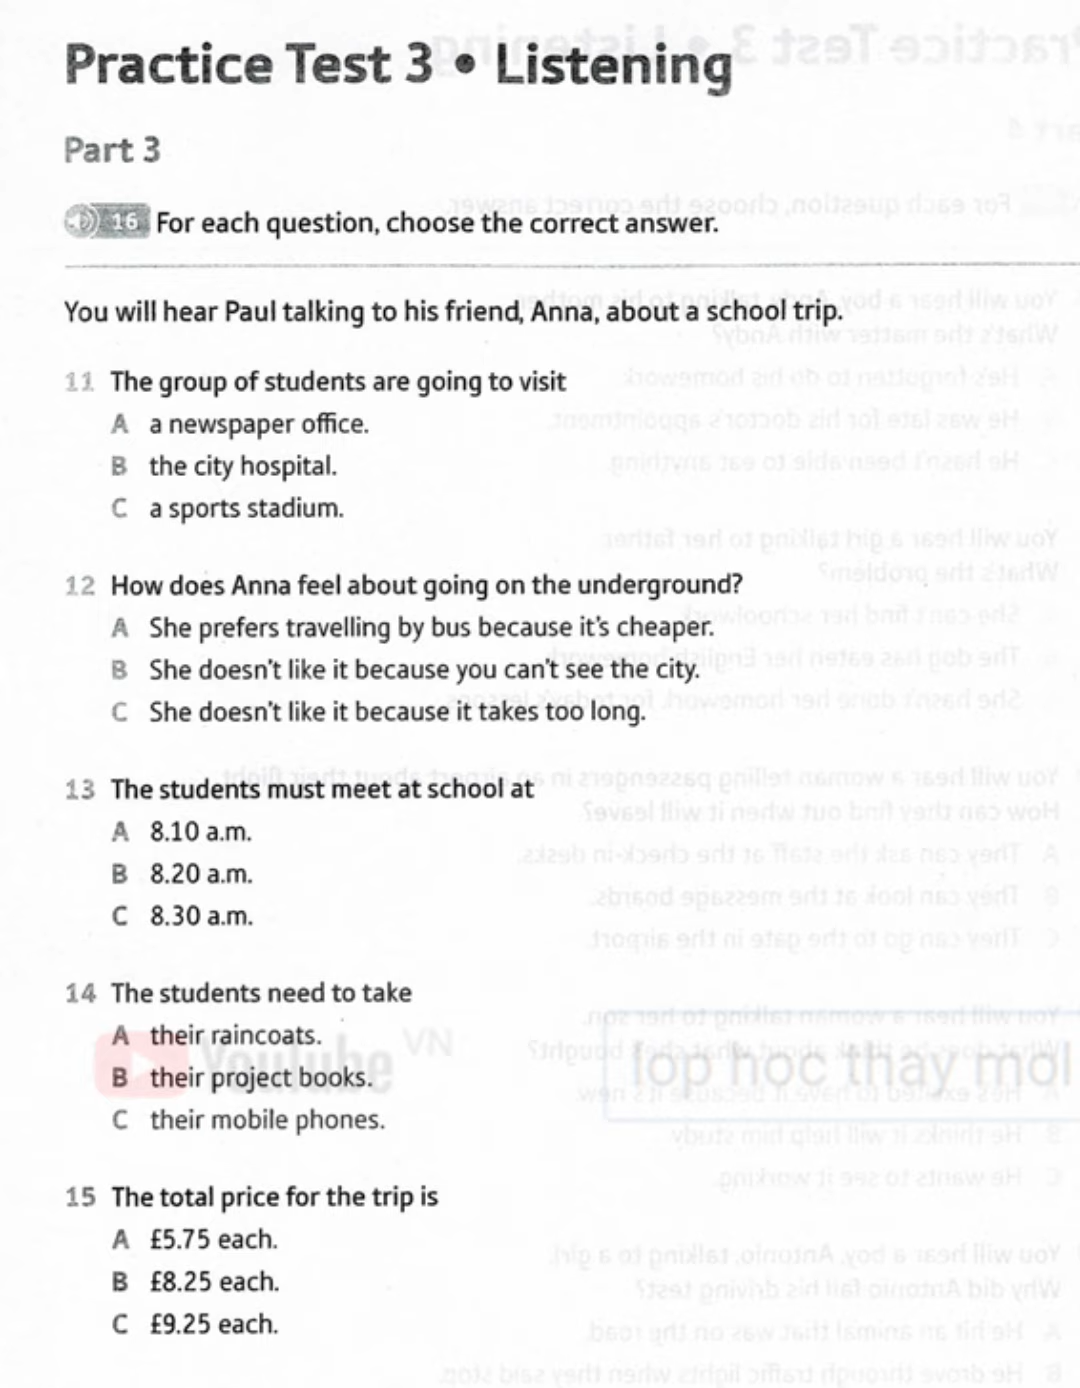 Practice Test 3 • Listening
Part 3
16 For each question, choose the correct answer.
You will hear Paul talking to his friend, Anna, about a school trip.
11 The group of students are going to visit
A a newspaper office.
B the city hospital.
C a sports stadium.
12 How does Anna feel about going on the underground?
A She prefers travelling by bus because it's cheaper.
B She doesn't like it because you can't see the city.
C She doesn't like it because it takes too long.
13 The students must meet at school at
A 8.10 a.m.
B 8.20 a.m.
C 8.30 a.m.
14 The students need to take
A their raincoats.
YouTube VN
lop hoc thay moi
B their project books.
C their mobile phones.
15 The total price for the trip is
A £5.75 each.
B £8.25 each.
C £9.25 each.